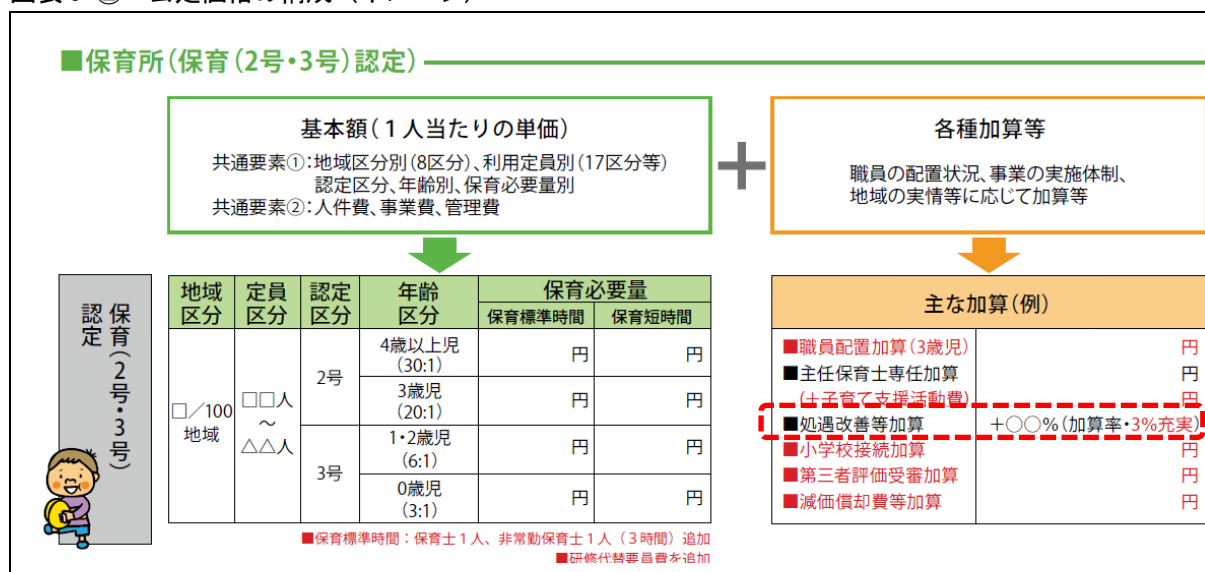 ■保育所(保育(2号・3号)認定)
基本額(1人当たりの単価)
共通要素①:地域区分別(8区分)、利用定員別(17区分等)
認定区分、年齢別、保育必要量別
共通要素②:人件費、事業費、管理費
+
各種加算等
職員の配置状況、事業の実施体制、
地域の実情等に応じて加算等
保育(2号・3号)
認定
地域
区分
定員
区分
認定
区分
年齢
区分
保育必要量
保育標準時間
保育短時間
□/100
地域
□□人
~
△△人
2号
4歳以上児
(30:1)
円
円
3歳児
(20:1)
円
円
3号
1・2歳児
(6:1)
円
円
0歳児
(3:1)
円
円
■保育標準時間:保育士1人、非常勤保育士1人(3時間)追加
■研修代替要員費を追加
主な加算(例)
■職員配置加算(3歳児) 円
■主任保育士専任加算 円
(+子育て支援活動費) 円
■処遇改善等加算 +○○%(加算率・3%充実)
■小学校接続加算 円
■第三者評価受審加算 円
■減価償却費等加算 円